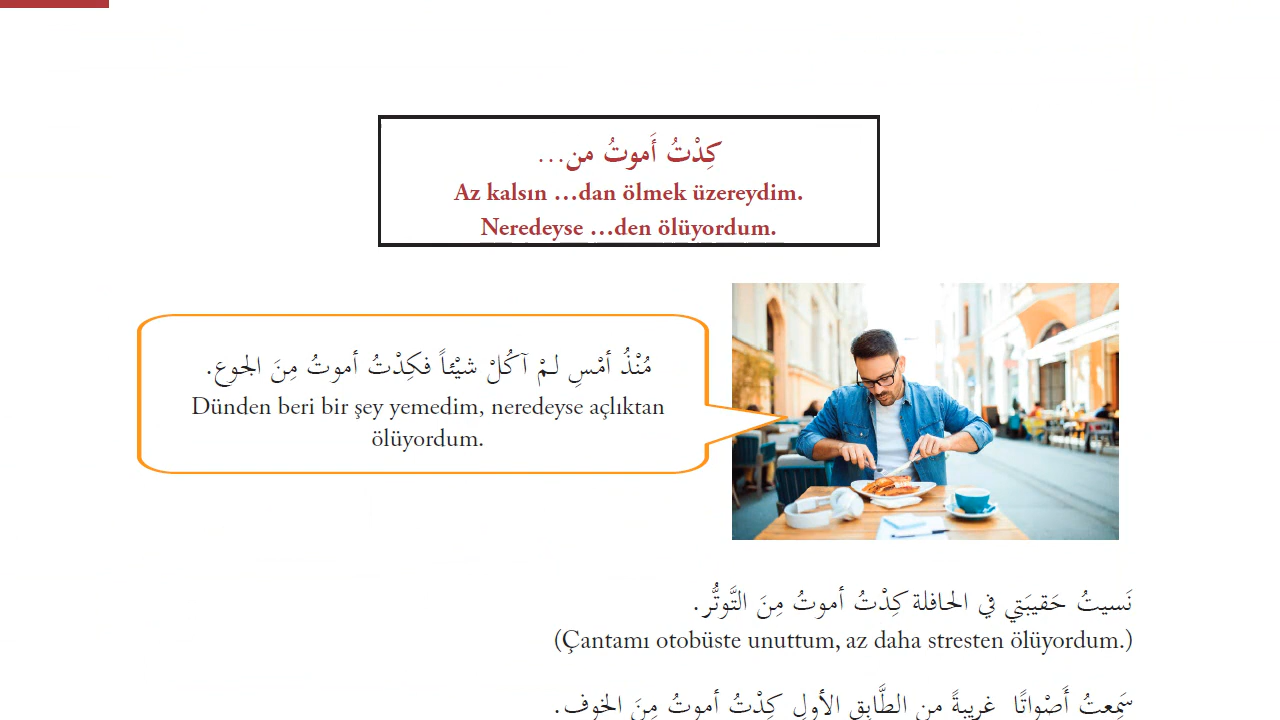 كِدْتُ أَموتُ من...
Az kalsın ...dan ölmek üzereydim.
Neredeyse ...den ölüyordum.
مُنْذُ أمْسِ لمْ آكُلْ شيْئاً فكِدْتُ أموتُ مِنَ الجوع.
Dünden beri bir şey yemedim, neredeyse açlıktan
ölüyordum.
نَسيتُ حَقيبَتي في الحافلة كِدْتُ أموتُ مِنَ التَّوتُّر.
(Çantamı otobüste unuttum, az daha stresten ölüyordum.)
سَمِعتُ أَصْواتًا غريبةً من الطَّابق الأول كِدْتُ أموتُ مِنَ الخوف.